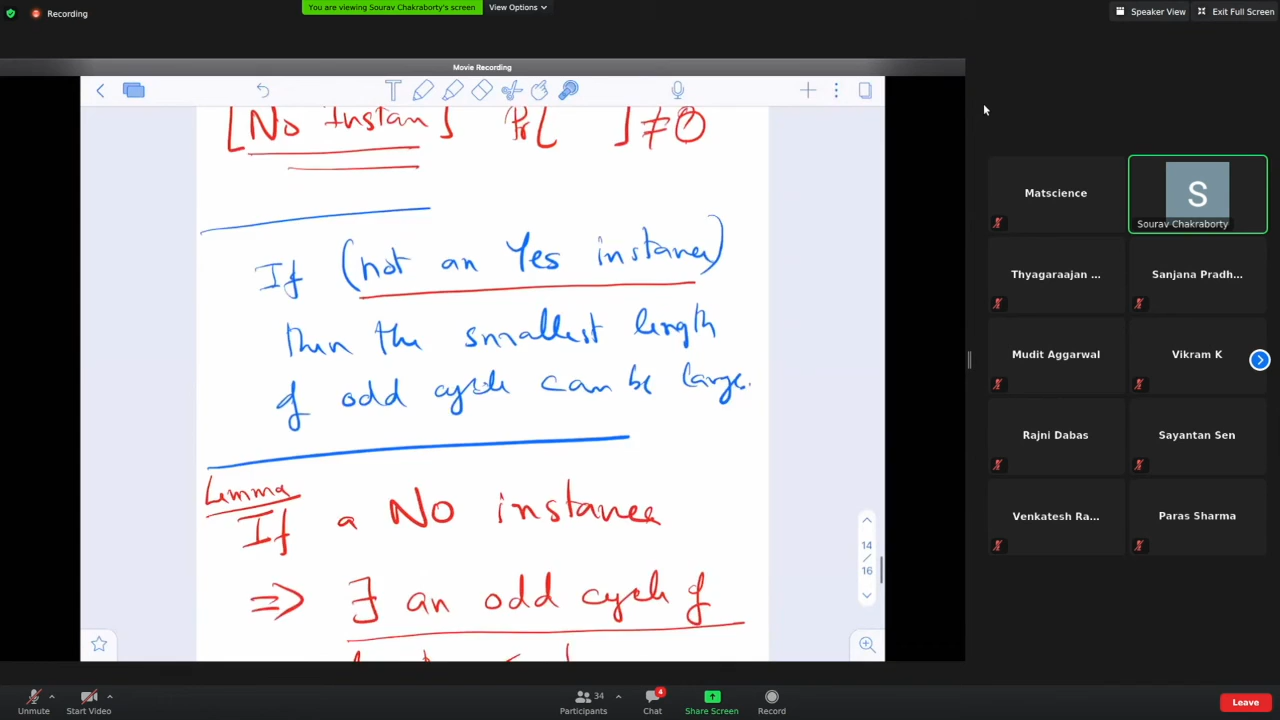 Recording
You are viewing Sourav Chakraborty's screen
View Options
Speaker View
Exit Full Screen
Movie Recording
[No Instan] Pr[ ] ≠ 0
If (not an Yes instance)
then the smallest length
of odd cycle can be large.
Lemma
If a No instance
=> ∃ an odd cycle of
14
/
16
Matscience
S
Sourav Chakraborty
Thyagaraajan ...
Sanjana Pradh...
Mudit Aggarwal
Vikram K
Rajni Dabas
Sayantan Sen
Venkatesh Ra...
Paras Sharma
Unmute
Start Video
34
Participants
4
Chat
Share Screen
Record
Leave